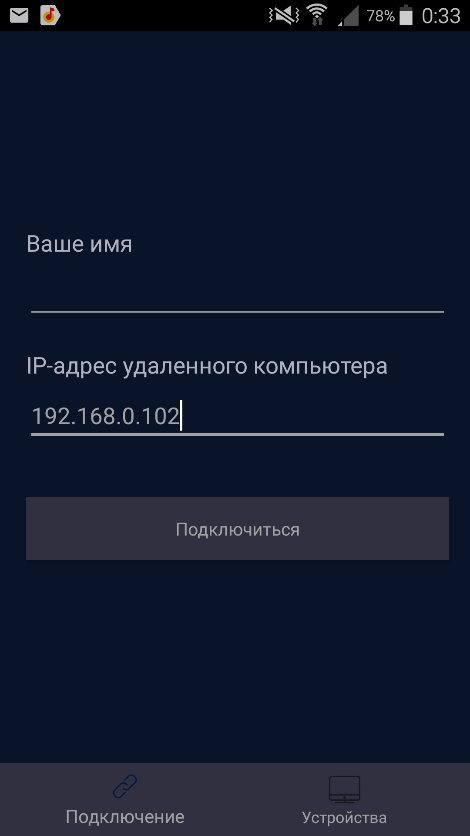 78% 0:33
Ваше имя
IP-адрес удаленного компьютера
192.168.0.102
Подключиться
Подключение Устройства